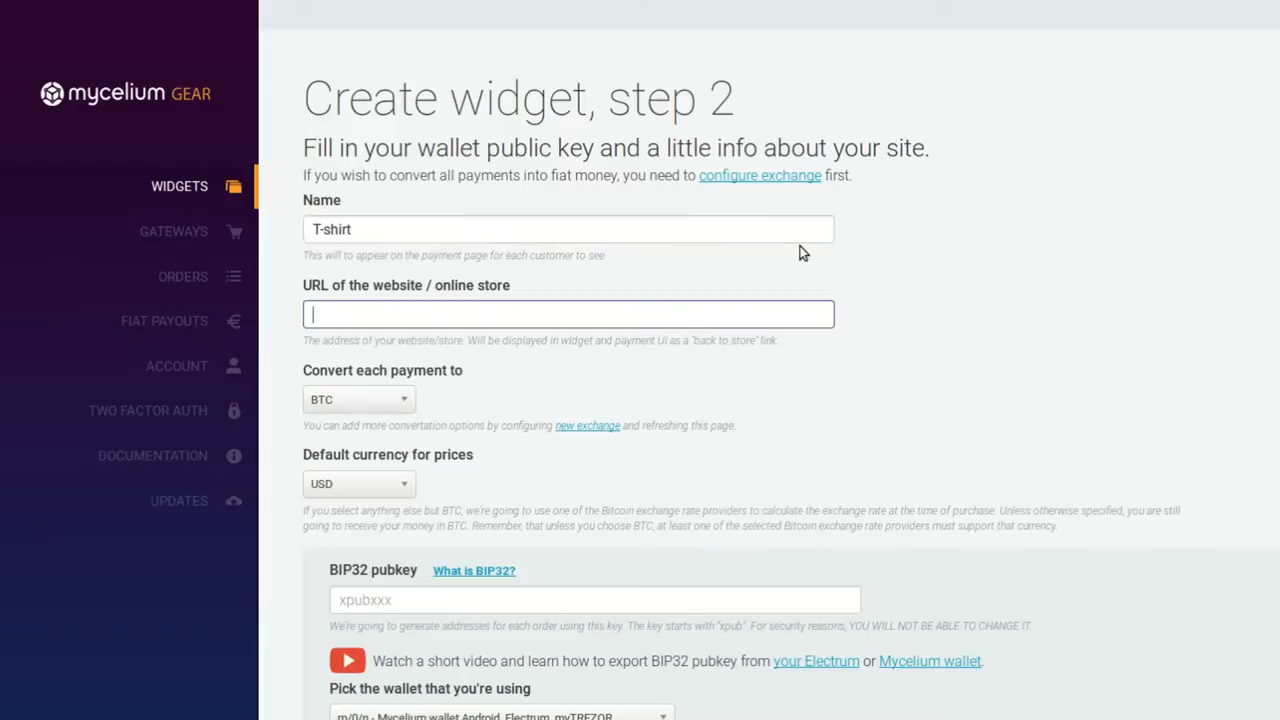 mycelium GEAR
WIDGETS
GATEWAYS
ORDERS
FIAT PAYOUTS
ACCOUNT
TWO FACTOR AUTH
DOCUMENTATION
UPDATES
Create widget, step 2
Fill in your wallet public key and a little info about your site.
If you wish to convert all payments into fiat money, you need to configure exchange first.
Name
T-shirt
This will to appear on the payment page for each customer to see
URL of the website / online store
The address of your website/store. Will be displayed in widget and payment UI as a "back to store" link.
Convert each payment to
BTC
You can add more convertation options by configuring new exchange and refreshing this page.
Default currency for prices
USD
If you select anything else but BTC, we're going to use one of the Bitcoin exchange rate providers to calculate the exchange rate at the time of purchase. Unless otherwise specified, you are still
going to receive your money in BTC. Remember, that unless you choose BTC, at least one of the selected Bitcoin exchange rate providers must support that currency.
BIP32 pubkey What is BIP32?
xpubxxx
We're going to generate addresses for each order using this key. The key starts with "xpub". For security reasons, YOU WILL NOT BE ABLE TO CHANGE IT
Watch a short video and learn how to export BIP32 pubkey from your Electrum or Mycelium wallet.
Pick the wallet that you're using
m/0/n - Mycelium wallet Android, Electrum, myTREZOR